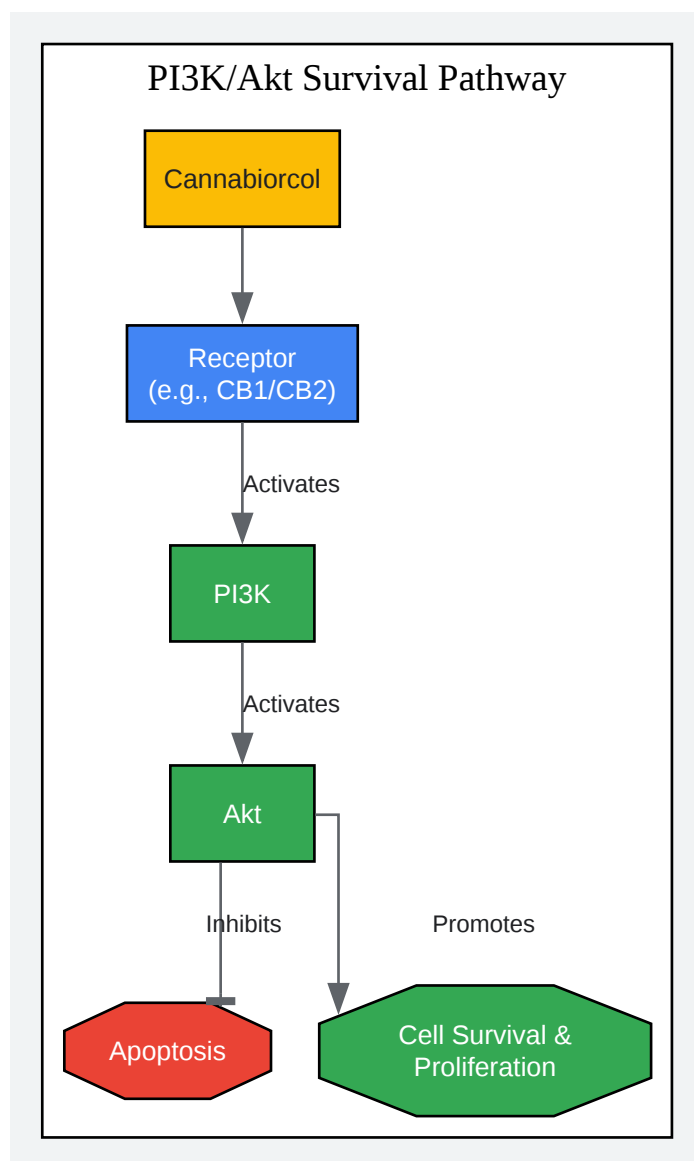 PI3K/Akt Survival Pathway
Cannabiorcol
Receptor
(e.g., CB1/CB2)
Activates
PI3K
Activates
Akt
Inhibits
Promotes
Apoptosis
Cell Survival &
Proliferation